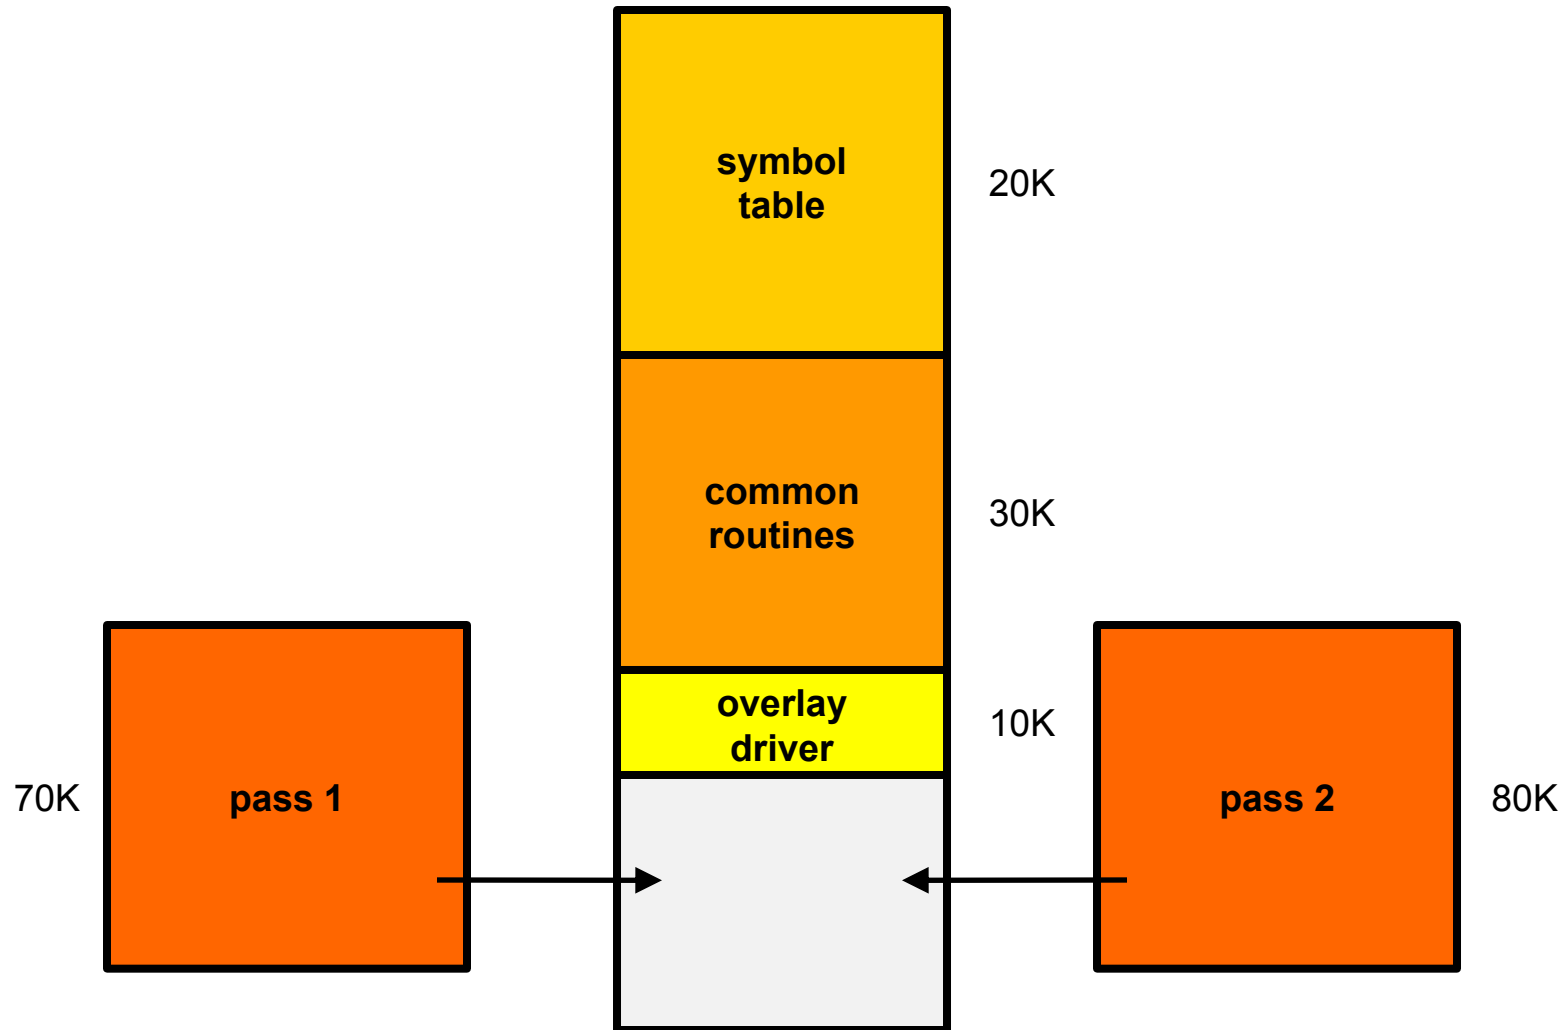 symbol
table
20K
common
routines
30K
overlay
driver
10K
70K
pass 1
pass 2
80K